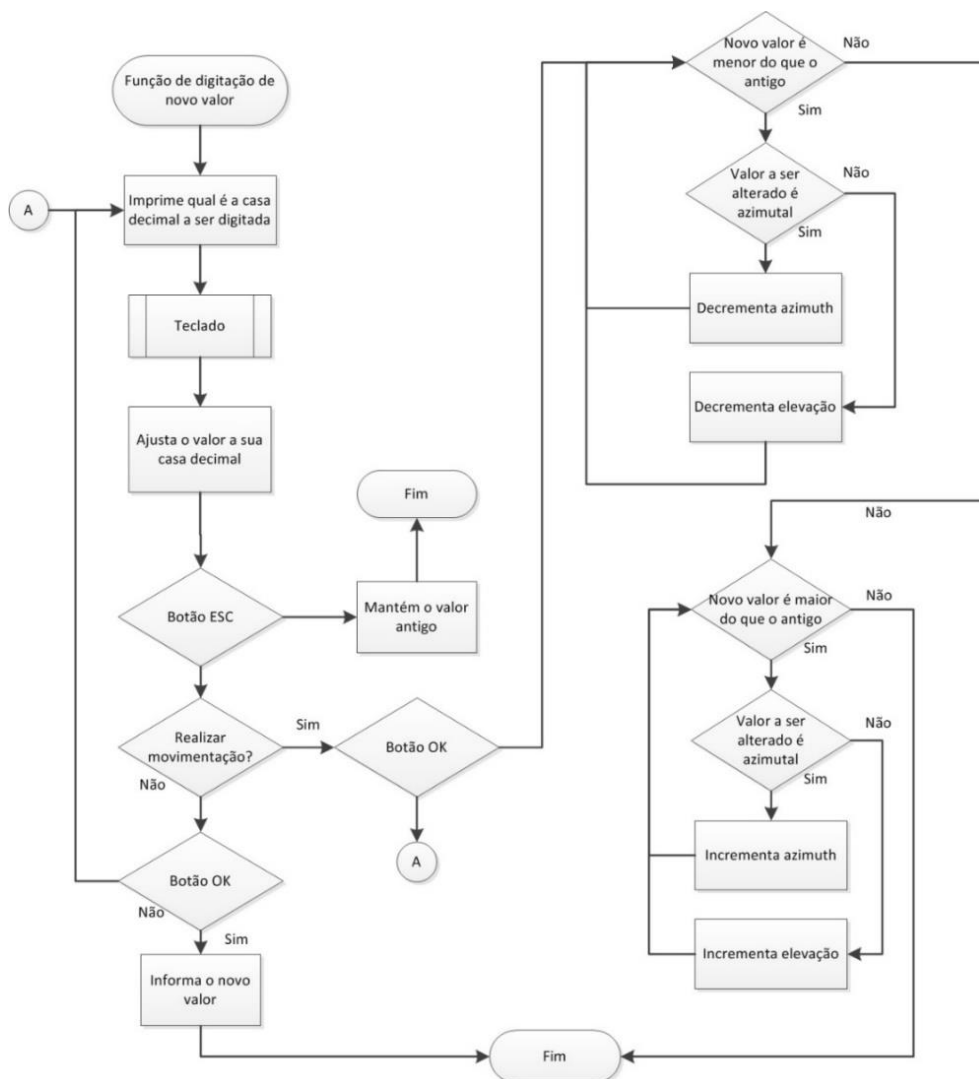 Função de digitação de
novo valor
A
Imprime qual é a casa
decimal a ser digitada
Teclado
Ajusta o valor a sua
casa decimal
Botão ESC
Mantém o valor
antigo
Fim
Realizar
movimentação?
Sim
Não
Botão OK
A
Botão OK
Não
Sim
Informa o novo
valor
Fim
Novo valor é
menor do que o
antigo
Não
Sim
Valor a ser
alterado é
azimutal
Não
Sim
Decrementa azimuth
Decrementa elevação
Não
Novo valor é maior
do que o antigo
Não
Sim
Valor a ser
alterado é
azimutal
Não
Sim
Incrementa azimuth
Incrementa elevação